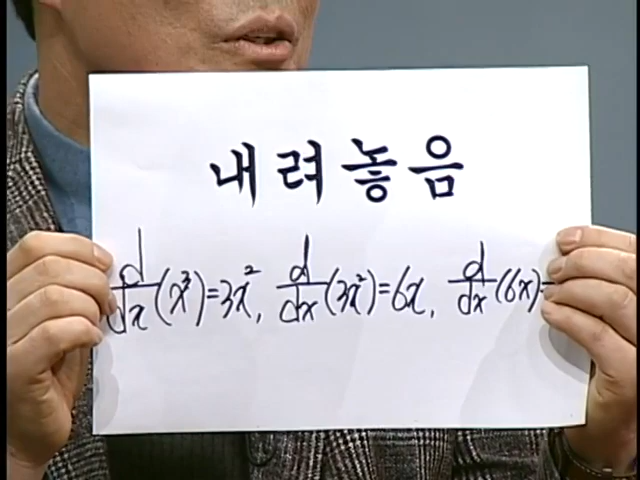 내려놓음
d/dx (x³) = 3x², d/dx (3x²) = 6x, d/dx (6x) =